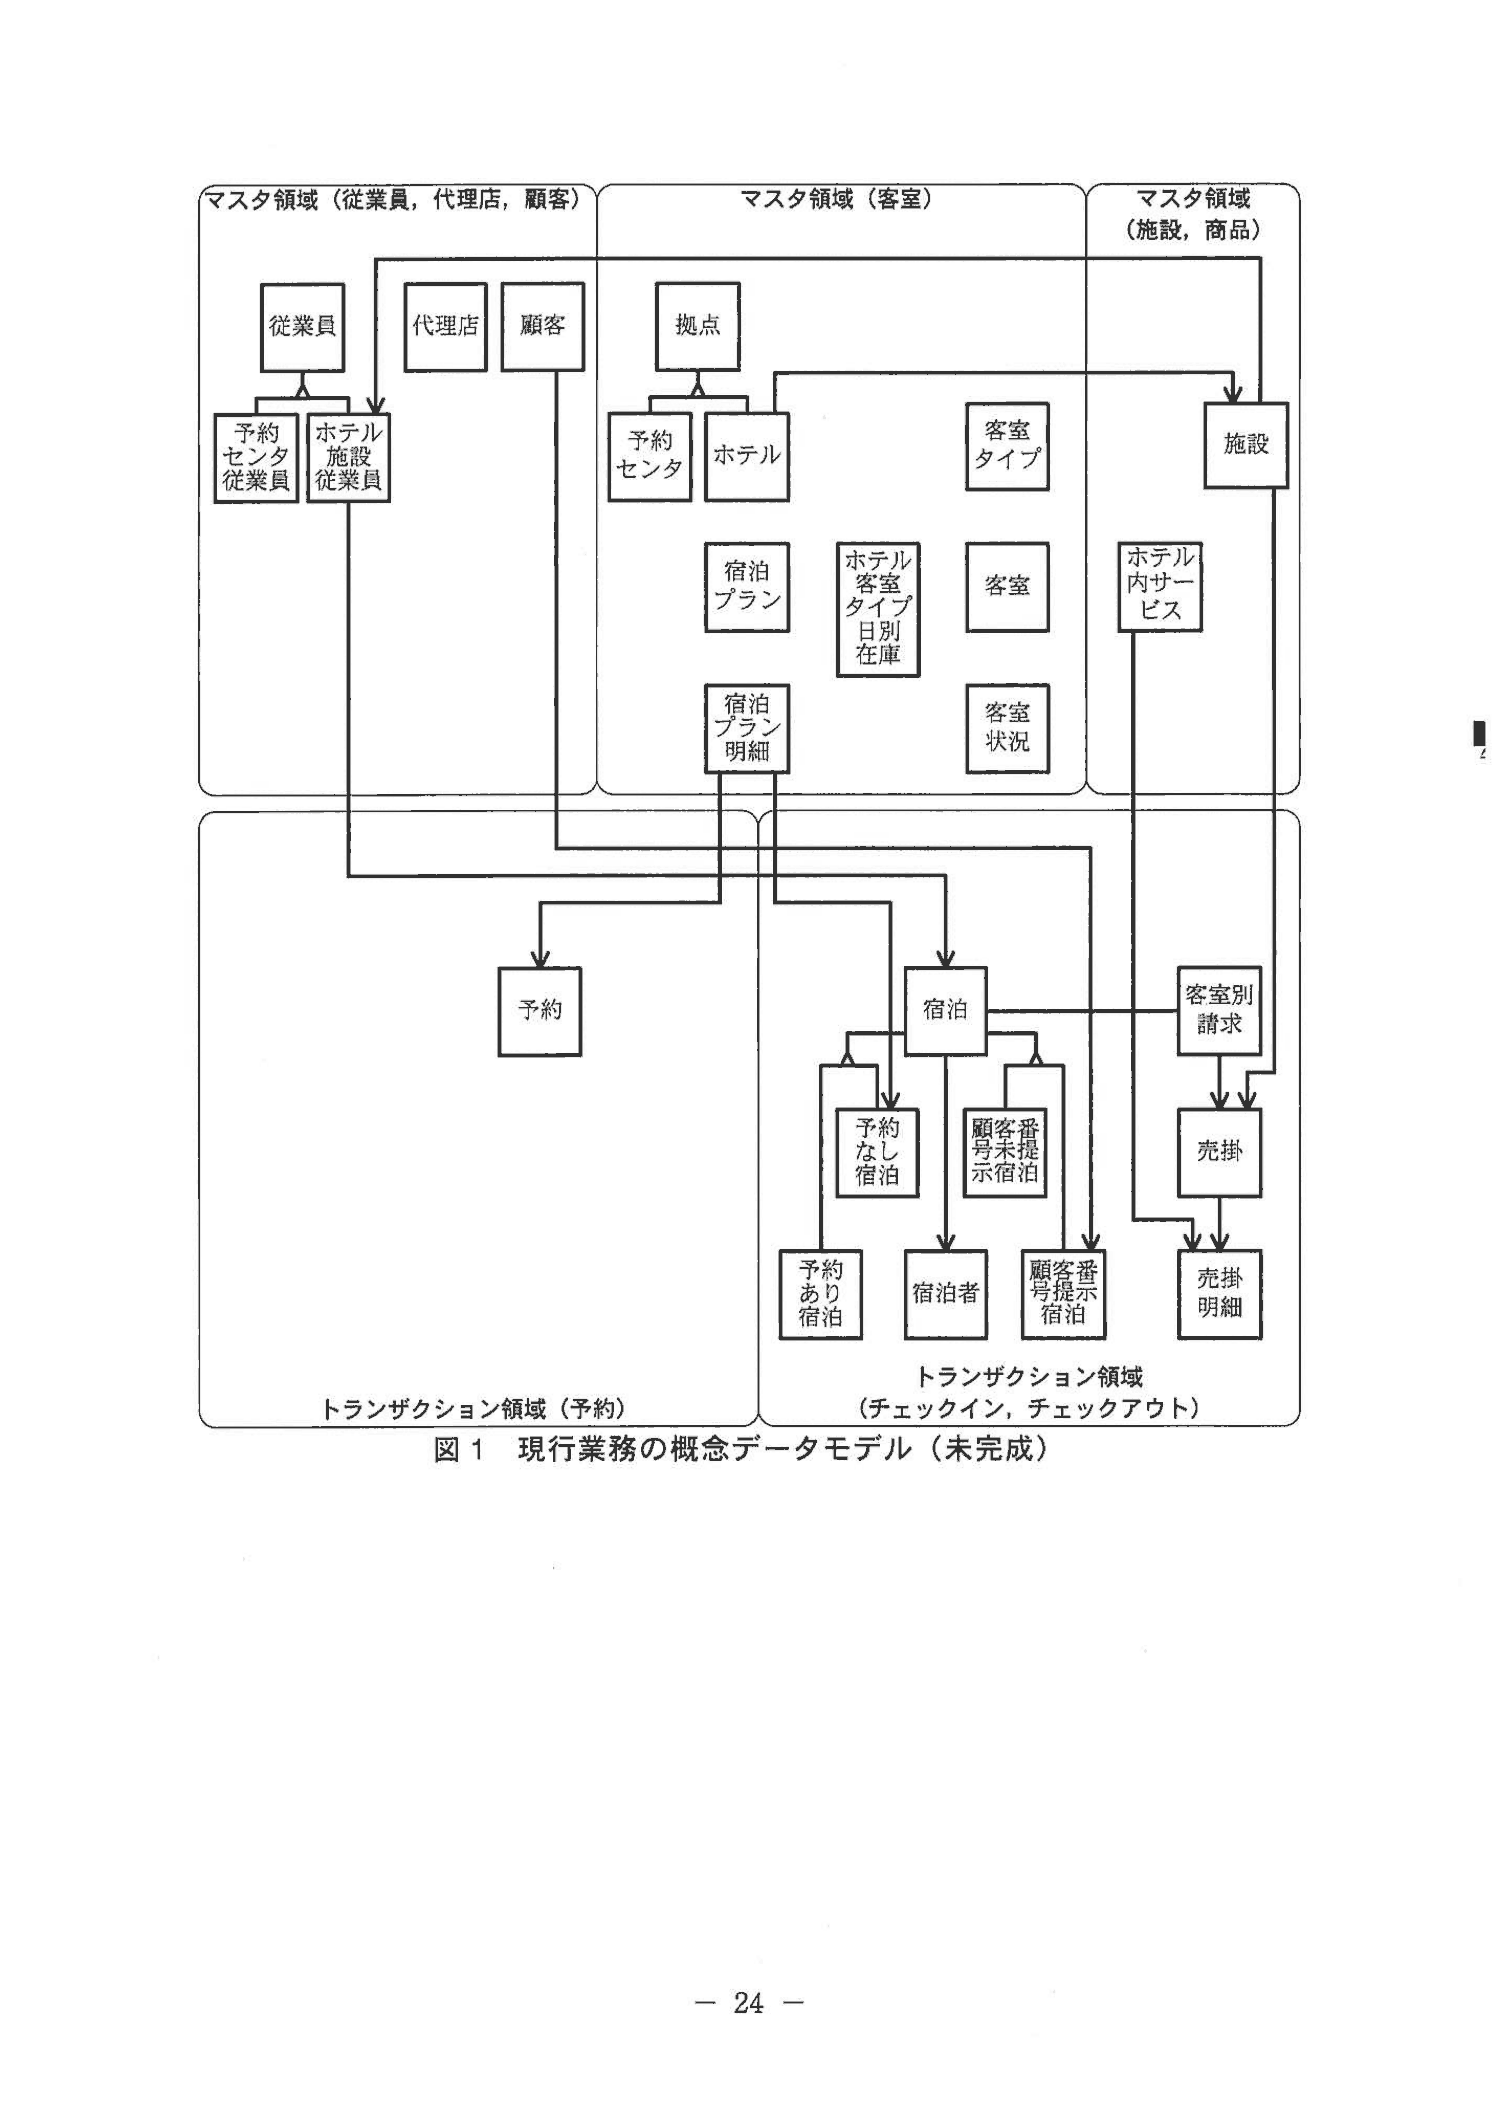 マスタ領域（従業員，代理店，顧客）
マスタ領域（客室）
マスタ領域
（施設，商品）
従業員
代理店
顧客
拠点
予約
センタ
従業員
ホテル
施設
従業員
予約
センタ
ホテル
客室
タイプ
施設
宿泊
プラン
ホテル
客室
タイプ
日別
在庫
客室
ホテル
内サー
ビス
宿泊
プラン
明細
客室
状況
予約
宿泊
客室別
請求
予約
なし
宿泊
顧客番
号未提
示宿泊
売掛
予約
あり
宿泊
宿泊者
顧客番
号提示
宿泊
売掛
明細
トランザクション領域（予約）
トランザクション領域
（チェックイン，チェックアウト）
図1　現行業務の概念データモデル（未完成）
－ 24 －